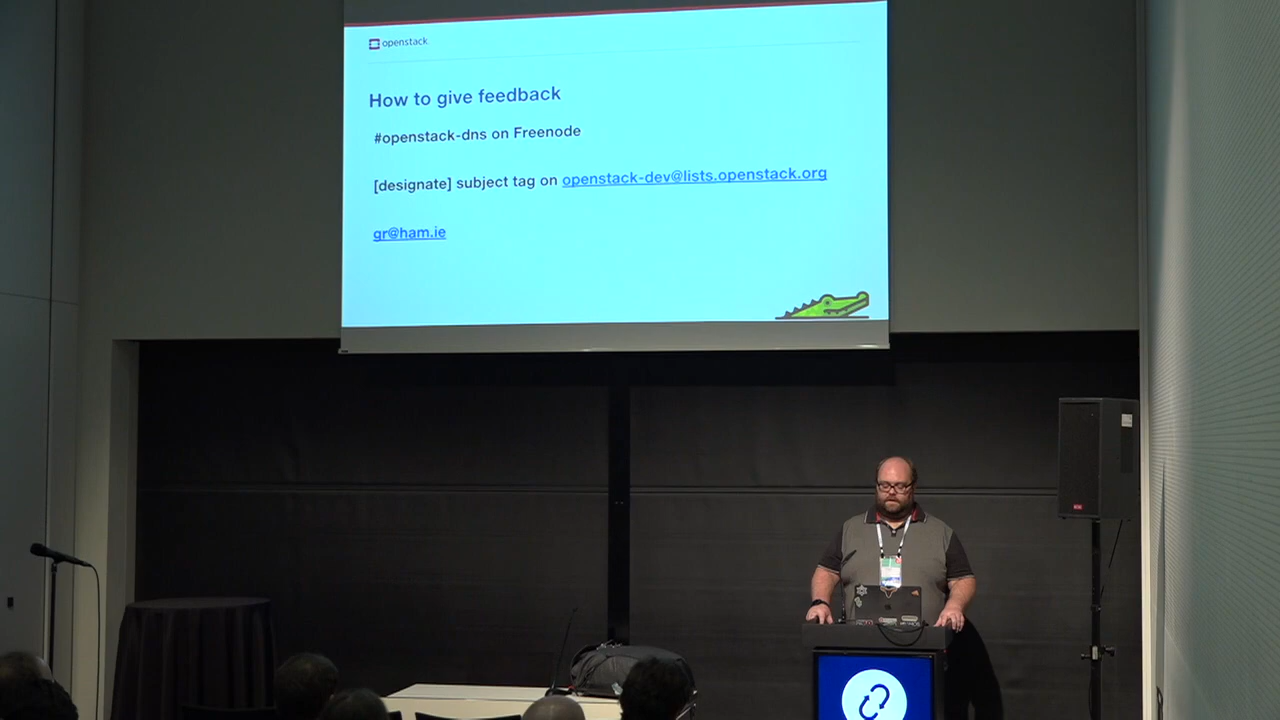 openstack
How to give feedback
#openstack-dns on Freenode
[designate] subject tag on openstack-dev@lists.openstack.org
gr@ham.ie